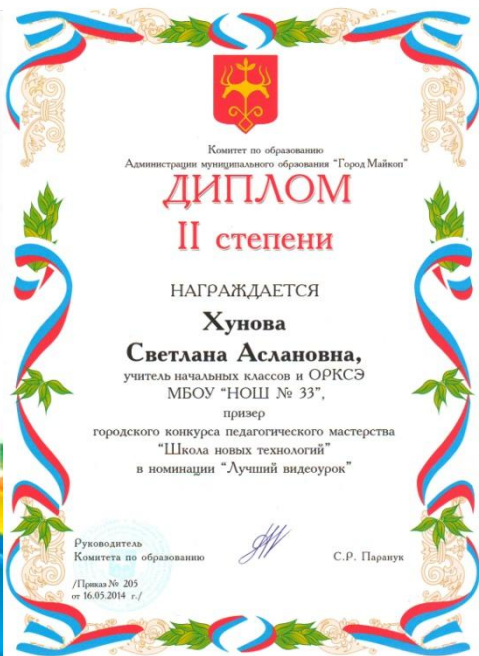 Комитет по образованию
Администрации муниципального обрзования "Город Майкоп"
ДИПЛОМ
II степени
НАГРАЖДАЕТСЯ
Хунова
Светлана Аслановна,
учитель начальных классов и ОРКСЭ
МБОУ "НОШ № 33",
призер
городского конкурса педагогического мастерства
"Школа новых технологий"
в номинации "Лучший видеоурок"
Руководитель
Комитета по образованию
С.Р. Паранук
/Приказ № 205
от 16.05.2014 г./